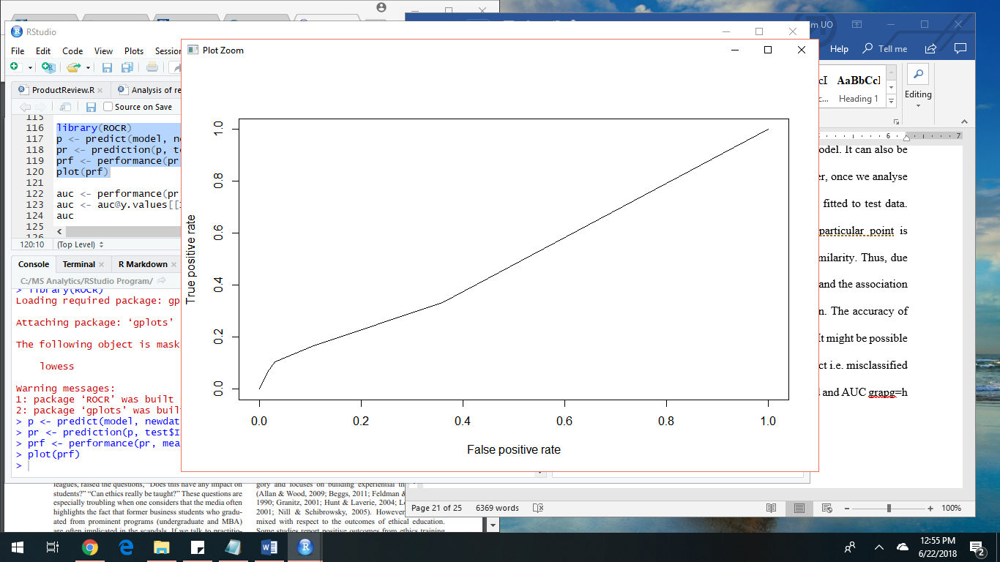 RStudio
File Edit Code View Plots Session
ProductReview.R
Analysis of re
Source on Save
115
116 library(ROCR)
117 p <- predict(model, ne
118 pr <- prediction(p, te
119 prf <- performance(pr
120 plot(prf)
121
122 auc <- performance(pr
123 auc <- auc@y.values[[1
124 auc
125
126
120:10 (Top Level)
Console Terminal R Markdown
C:/MS Analytics/RStudio Program/
> library(ROCR)
Loading required package: gp
Attaching package: ‘gplots’
The following object is mask
lowess
Warning messages:
1: package ‘ROCR’ was built
2: package ‘gplots’ was buil
> p <- predict(model, newdat
> pr <- prediction(p, test$I
> prf <- performance(pr, mea
> plot(prf)
>
Plot Zoom
True positive rate
1.0
0.8
0.6
0.4
0.2
0.0
0.0 0.2 0.4 0.6 0.8 1.0
False positive rate
m UO
Help Tell me
AaBbCcI
Heading 1
Editing
6 7
odel. It can also be
er, once we analyse
fitted to test data.
particular point is
milarity. Thus, due
and the association
n. The accuracy of
It might be possible
ct i.e. misclassified
l and AUC grapg=h
Page 21 of 25 6369 words
100%
leagues, raised the questions, “Does this have any impact on
students?” “Can ethics really be taught?” These questions are
especially troubling when one considers that the media often
highlights the fact that former business students who gradu-
ated from prominent programs (undergraduate and MBA)
are often implicated in the scandals. If we talk to practitio-
gory and focuses on building experiential th
(Allan & Wood, 2009; Beggs, 2011; Feldman &
1990; Granitz, 2001; Hunt & Laverie, 2004; Lo
2001; Nill & Schibrowsky, 2005). However
mixed with respect to the outcomes of ethical education.
Some studies report positive outcomes from ethics training
12:55 PM
6/22/2018
2